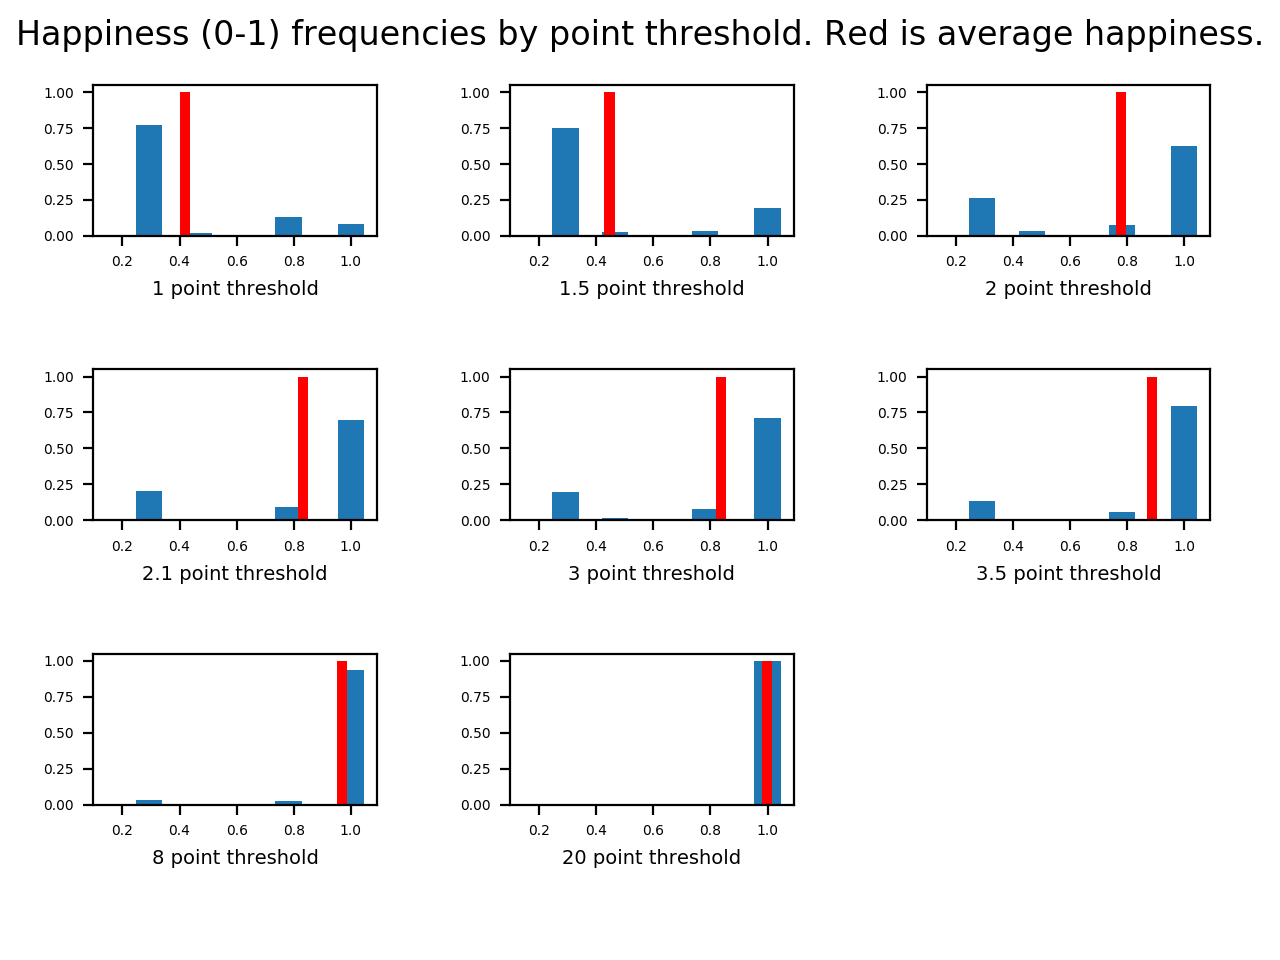 Happiness (0-1) frequencies by point threshold. Red is average happiness.
1.00 1.00 1.00
0.75 0.75 0.75
0.50 0.50 0.50
0.25 0.25 0.25
0.00 0.00 0.00
0.2 0.4 0.6 0.8 1.0 0.2 0.4 0.6 0.8 1.0 0.2 0.4 0.6 0.8 1.0
1 point threshold 1.5 point threshold 2 point threshold
1.00 1.00 1.00
0.75 0.75 0.75
0.50 0.50 0.50
0.25 0.25 0.25
0.00 0.00 0.00
0.2 0.4 0.6 0.8 1.0 0.2 0.4 0.6 0.8 1.0 0.2 0.4 0.6 0.8 1.0
2.1 point threshold 3 point threshold 3.5 point threshold
1.00 1.00
0.75 0.75
0.50 0.50
0.25 0.25
0.00 0.00
0.2 0.4 0.6 0.8 1.0 0.2 0.4 0.6 0.8 1.0
8 point threshold 20 point threshold